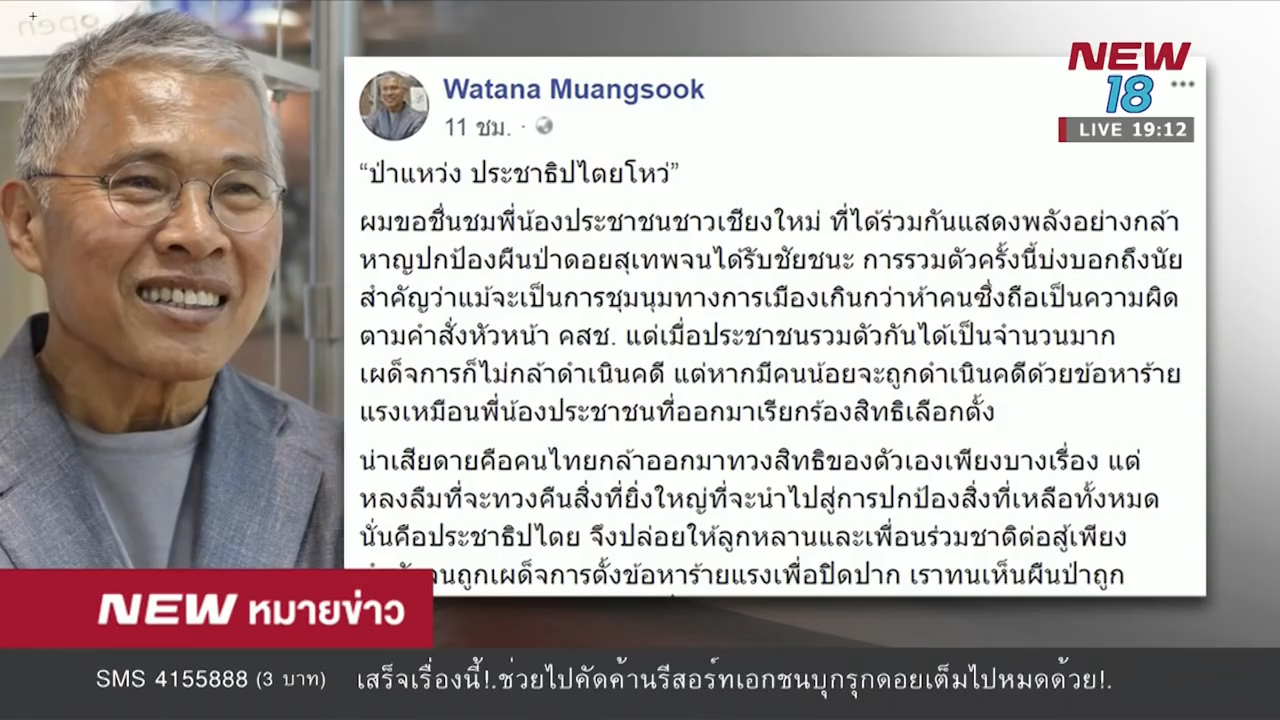 NEW
18
LIVE 19:12
Watana Muangsook
11 ชม. ·
“ป่าแหว่ง ประชาธิปไตยโหว่”
ผมขอชื่นชมพี่น้องประชาชนชาวเชียงใหม่ ที่ได้ร่วมกันแสดงพลังอย่างกล้า
หาญปกป้องผืนป่าดอยสุเทพจนได้รับชัยชนะ การรวมตัวครั้งนี้บ่งบอกถึงนัย
สำคัญว่าแม้จะเป็นการชุมนุมทางการเมืองเกินกว่าห้าคนซึ่งถือเป็นความผิด
ตามคำสั่งหัวหน้า คสช. แต่เมื่อประชาชนรวมตัวกันได้เป็นจำนวนมาก
เผด็จการก็ไม่กล้าดำเนินคดี แต่หากมีคนน้อยจะถูกดำเนินคดีด้วยข้อหาร้าย
แรงเหมือนพี่น้องประชาชนที่ออกมาเรียกร้องสิทธิเลือกตั้ง
น่าเสียดายคือคนไทยกล้าออกมาทวงสิทธิของตัวเองเพียงบางเรื่อง แต่
หลงลืมที่จะทวงคืนสิ่งที่ยิ่งใหญ่ที่จะนำไปสู่การปกป้องสิ่งที่เหลือทั้งหมด
นั่นคือประชาธิปไตย จึงปล่อยให้ลูกหลานและเพื่อนร่วมชาติต่อสู้เพียง
จนถูกเผด็จการตั้งข้อหาร้ายแรงเพื่อปิดปาก เราทนเห็นผืนป่าถูก
NEW หมายข่าว
SMS 4155888 (3 บาท) เสร็จเรื่องนี้!.ช่วยไปคัดค้านรีสอร์ทเอกชนบุกรุกดอยเต็มไปหมดด้วย!.